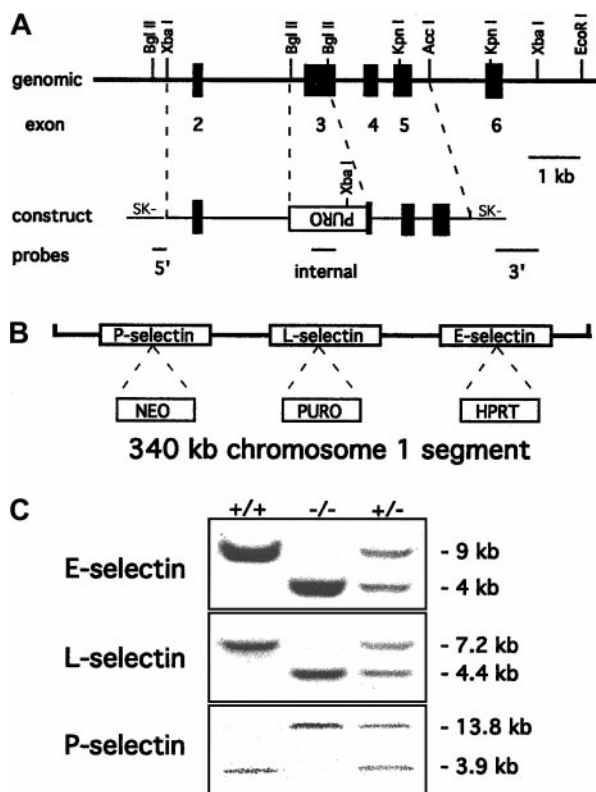 A
Bgl II Xba I Bgl II Bgl II Kpn I Acc I Kpn I Xba I EcoR I
genomic
exon 2 3 4 5 6
1 kb
Xba I
construct SK- PURO SK-
probes
5' internal 3'
B
P-selectin L-selectin E-selectin
NEO PURO HPRT
340 kb chromosome 1 segment
C
+/+ -/- +/-
E-selectin
- 9 kb
- 4 kb
L-selectin
- 7.2 kb
- 4.4 kb
P-selectin
- 13.8 kb
- 3.9 kb